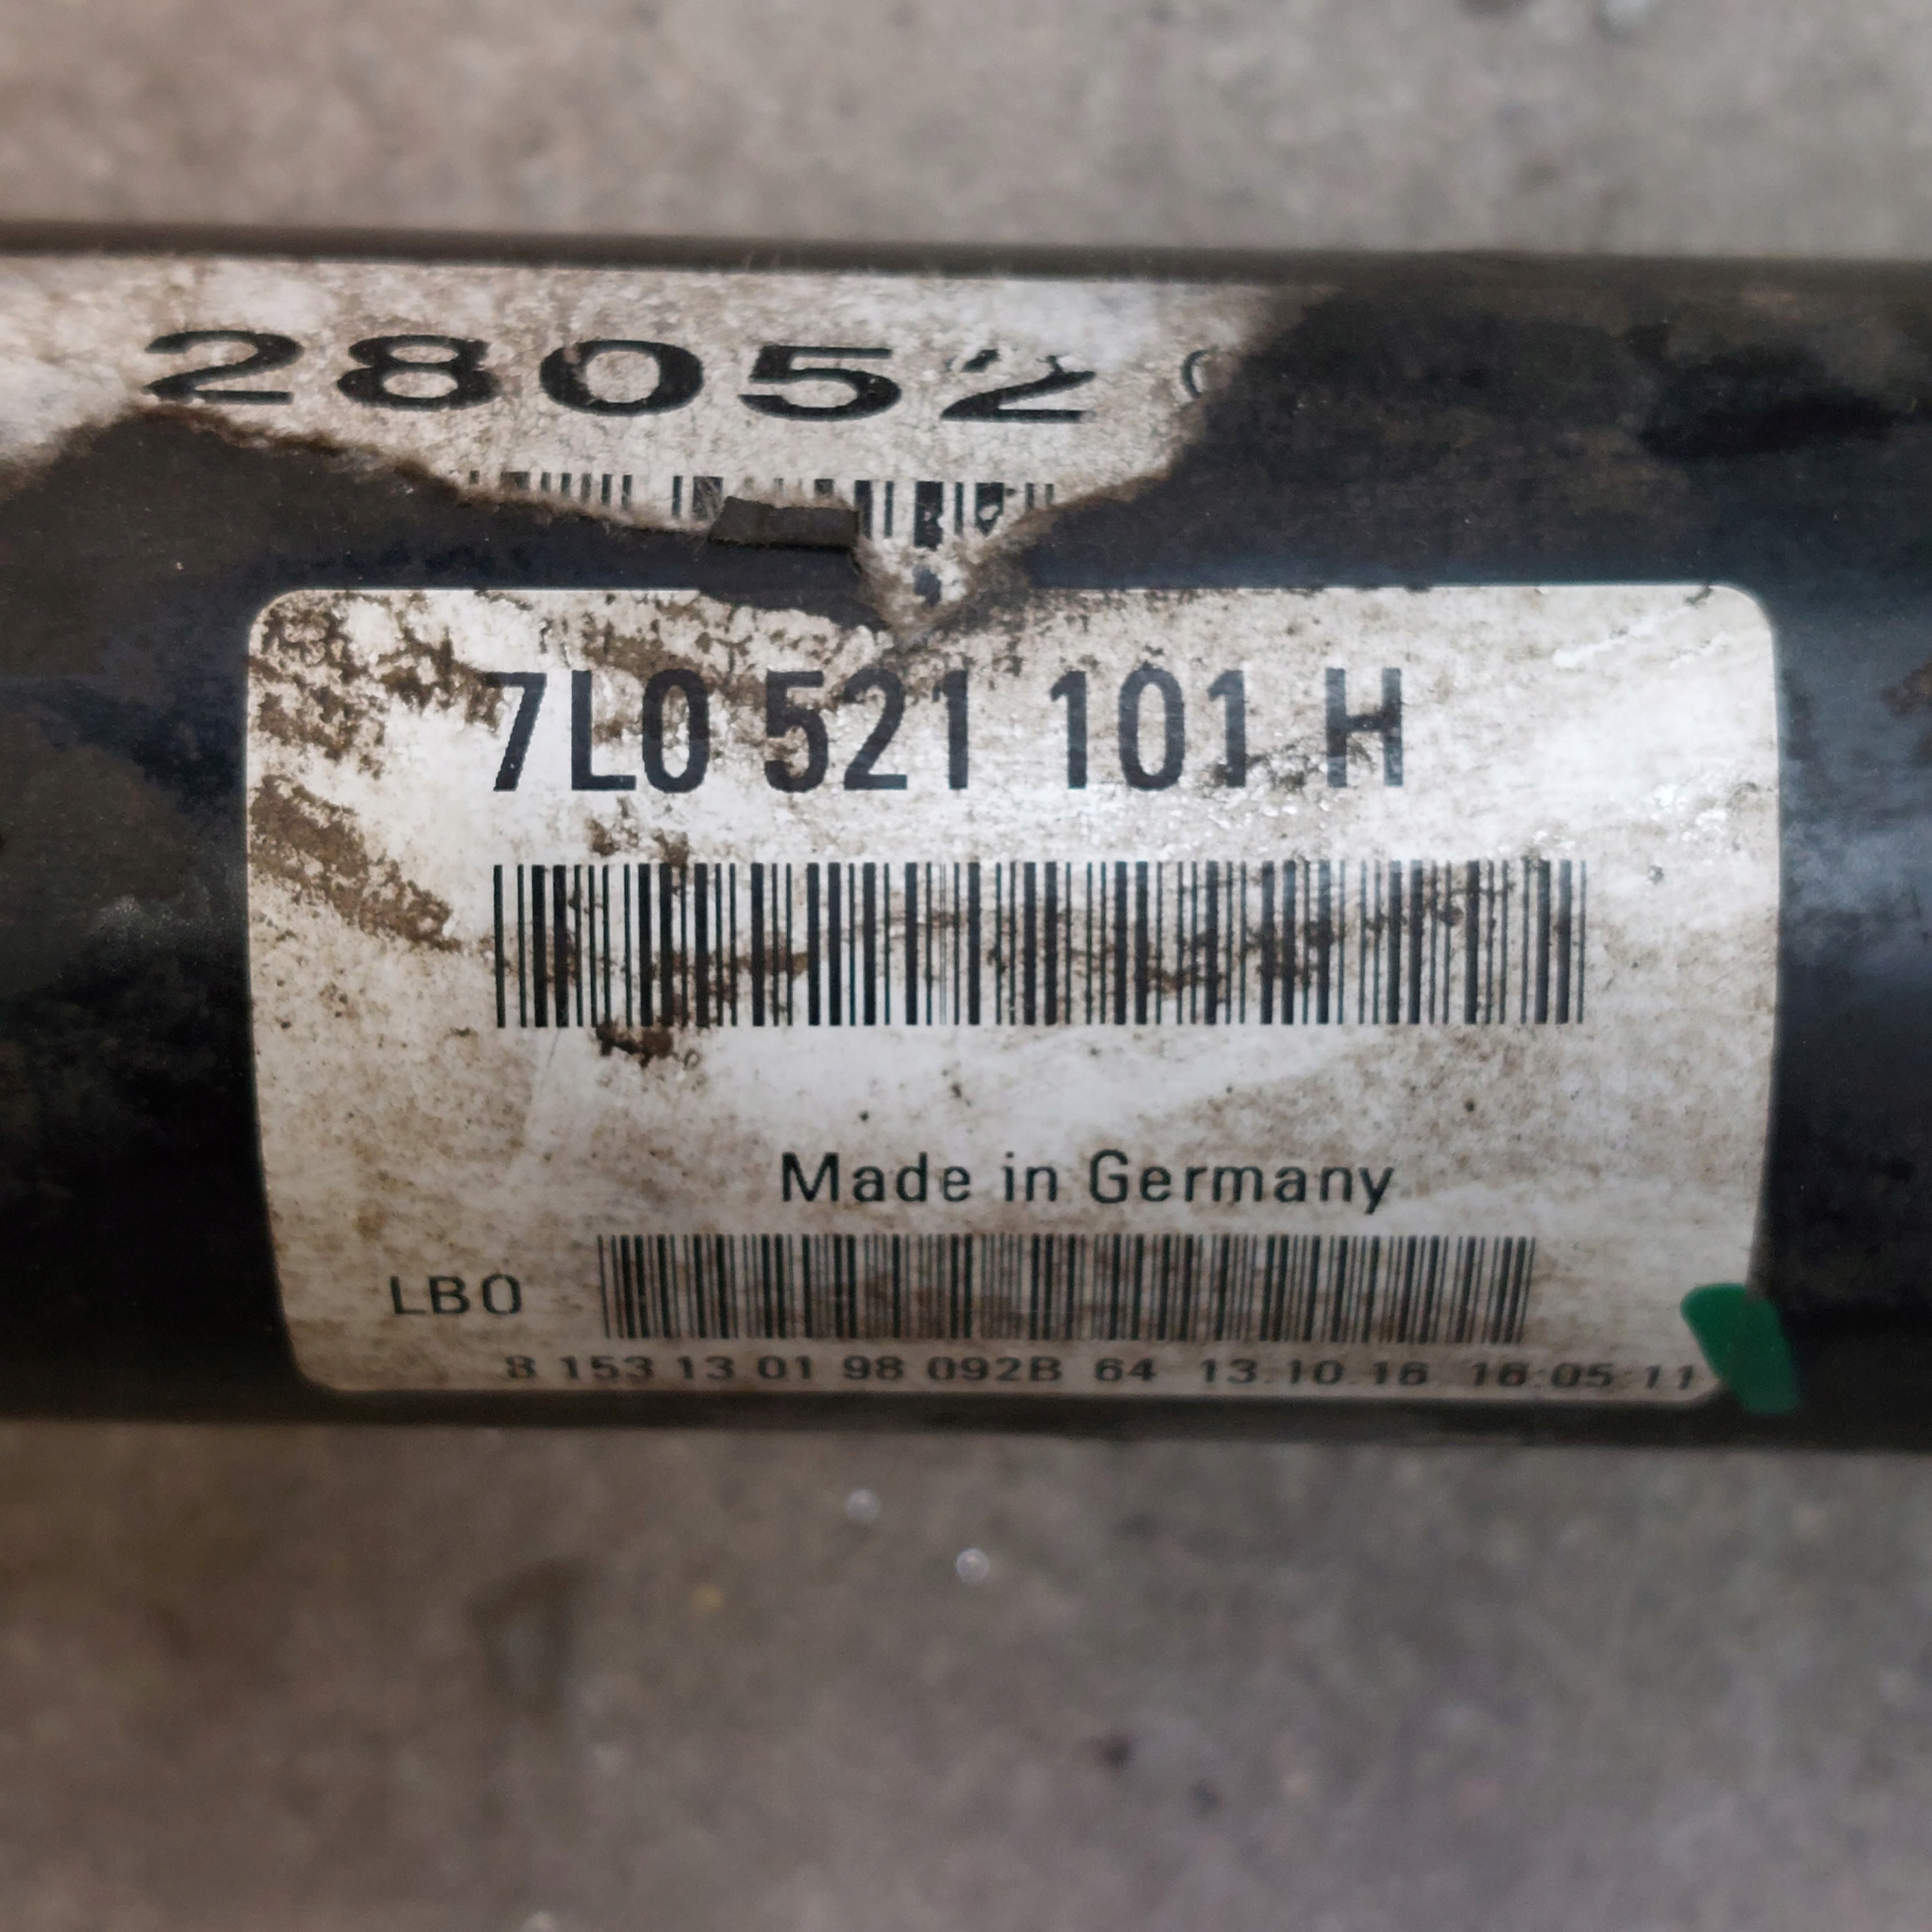 28052
7L0 521 101 H
Made in Germany
LB0
8 153 13 01 98 092B 64 13.10.16 16:05:11